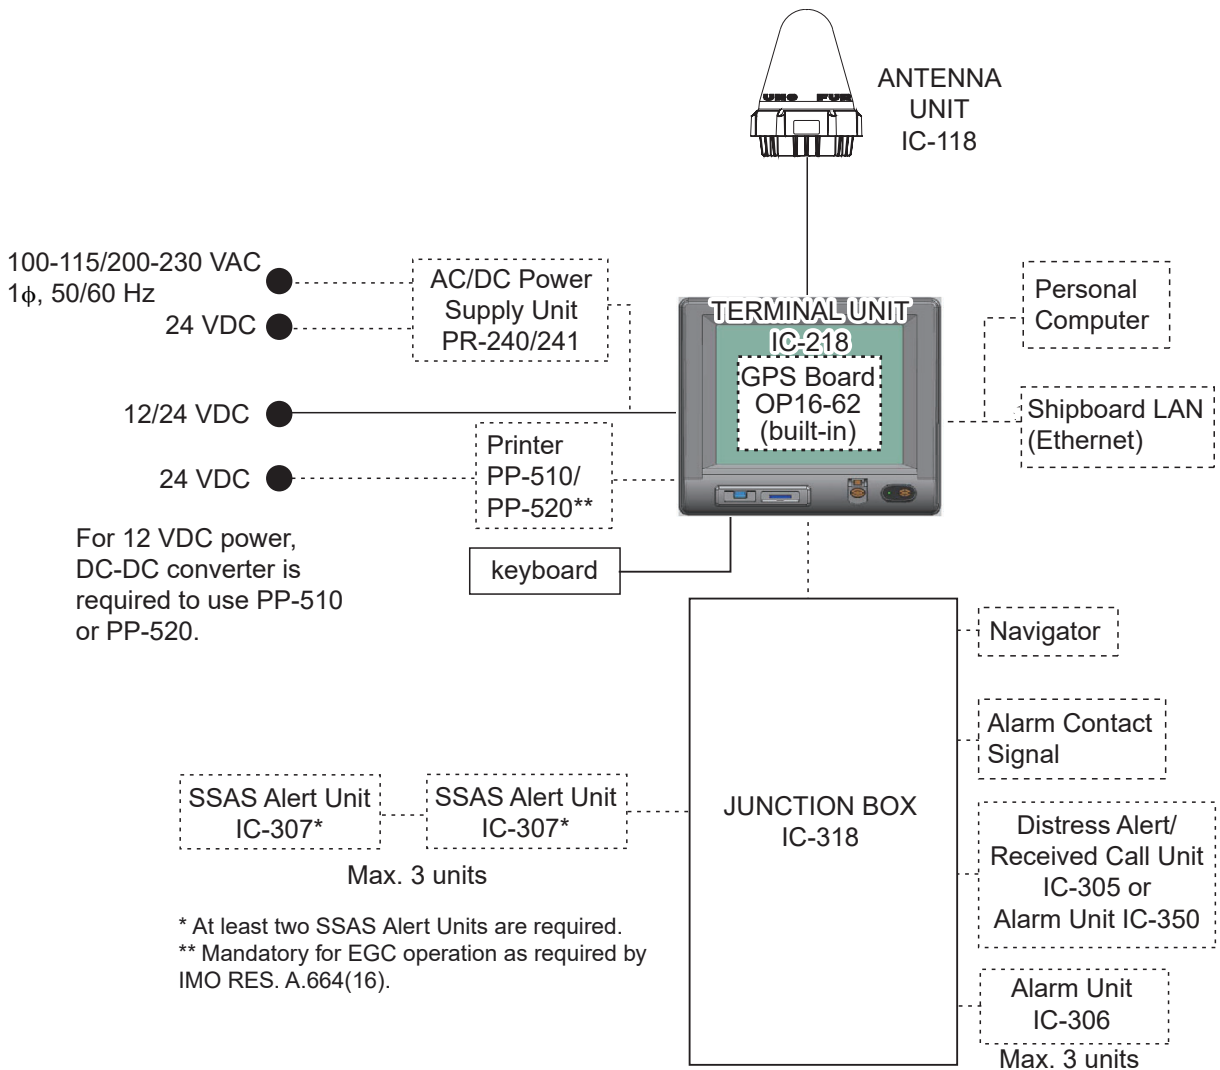 UNO FUR
ANTENNA
UNIT
IC-118
100-115/200-230 VAC
1ϕ, 50/60 Hz
24 VDC
12/24 VDC
24 VDC
AC/DC Power
Supply Unit
PR-240/241
TERMINAL UNIT
IC-218
GPS Board
OP16-62
(built-in)
Personal
Computer
Shipboard LAN
(Ethernet)
Printer
PP-510/
PP-520**
For 12 VDC power,
DC-DC converter is
required to use PP-510
or PP-520.
keyboard
Navigator
Alarm Contact
Signal
SSAS Alert Unit
IC-307*
SSAS Alert Unit
IC-307*
Max. 3 units
JUNCTION BOX
IC-318
Distress Alert/
Received Call Unit
IC-305 or
Alarm Unit IC-350
* At least two SSAS Alert Units are required.
** Mandatory for EGC operation as required by
IMO RES. A.664(16).
Alarm Unit
IC-306
Max. 3 units